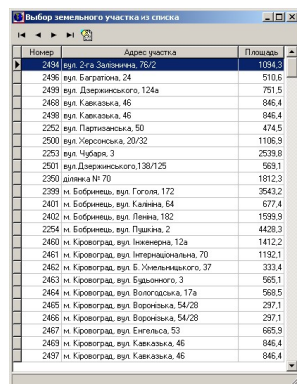 Выбор земельного участка из списка
Номер Адрес участка Площадь
2494 вул. 2-га Залізнична, 76/2 1094,3
2496 вул. Багратіона, 24 510,6
2499 вул. Дзержинського, 124а 751,5
2468 вул. Кавказька, 46 846,4
2498 вул. Кавказька, 46 846,4
2252 вул. Партизанська, 50 474,5
2500 вул. Херсонська, 20/32 1106,9
2253 вул. Чубаря, 3 2539,8
2501 вул.Дзержинського,138/125 569,1
2350 ділянка № 70 1812,3
2399 м. Бобринець, вул. Гоголя, 172 3543,2
2401 м. Бобринець, вул. Калініна, 64 677,4
2402 м. Бобринець, вул. Леніна, 182 1599,9
2254 м. Бобринець, вул. Пушкіна, 2 4428,3
2460 м. Кіровоград, вул. Інженерна, 12а 1412,2
2461 м. Кіровоград, вул. Інтернаціональна, 70 1192,1
2462 м. Кіровоград, вул. Б. Хмельницького, 37 333,4
2463 м. Кіровоград, вул. Будьонного, 3 565,1
2464 м. Кіровоград, вул. Вологодська, 17а 568,5
2465 м. Кіровоград, вул. Воронізька, 54/28 297,1
2466 м. Кіровоград, вул. Воронізька, 54/28 297,1
2467 м. Кіровоград, вул. Енгельса, 53 665,9
2469 м. Кіровоград, вул. Кавказька, 46 846,4
2497 м. Кіровоград, вул. Кавказька, 46 846,4